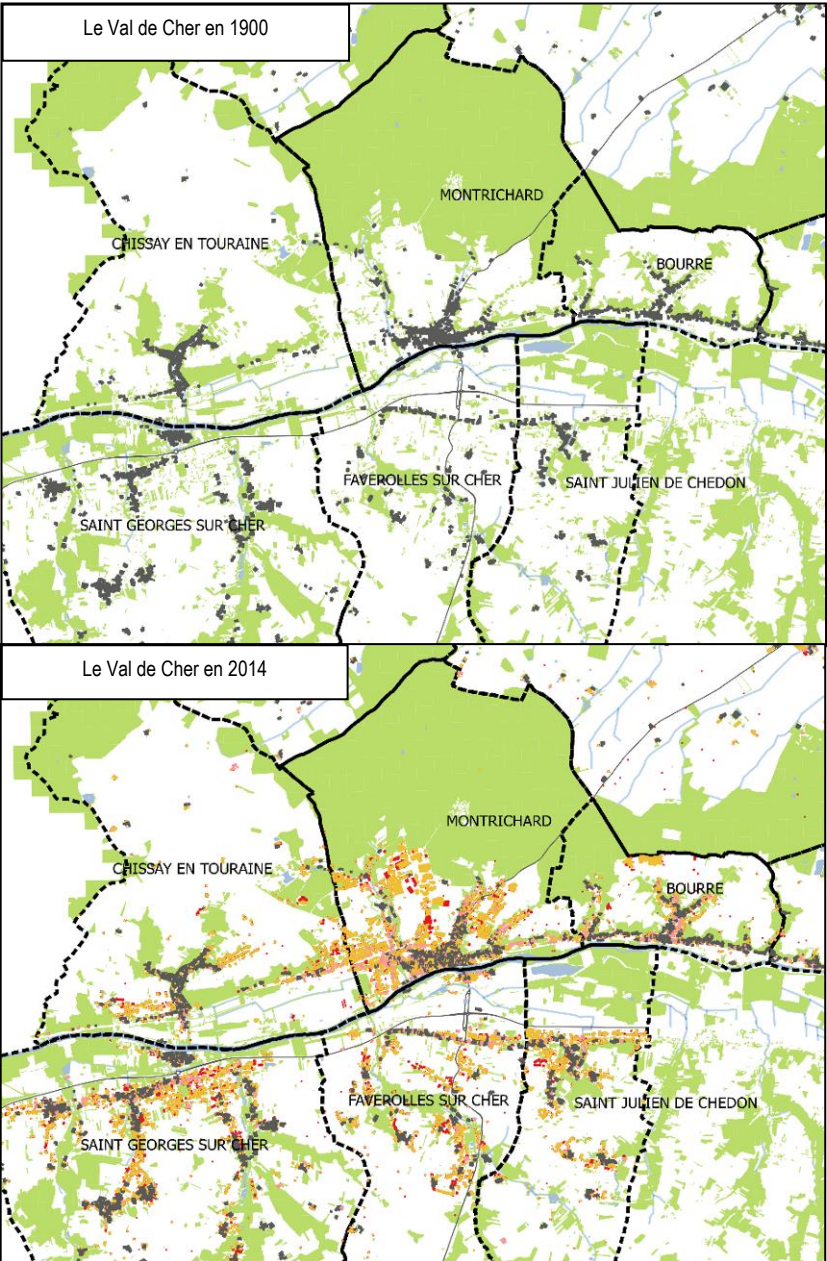 Le Val de Cher en 1900
MONTRICHARD
CHISSAY EN TOURAINE
BOURRE
FAVEROLLES SUR CHER
SAINT JULIEN DE CHEDON
SAINT GEORGES SUR CHER
Le Val de Cher en 2014
MONTRICHARD
CHISSAY EN TOURAINE
BOURRE
FAVEROLLES SUR CHER
SAINT JULIEN DE CHEDON
SAINT GEORGES SUR CHER